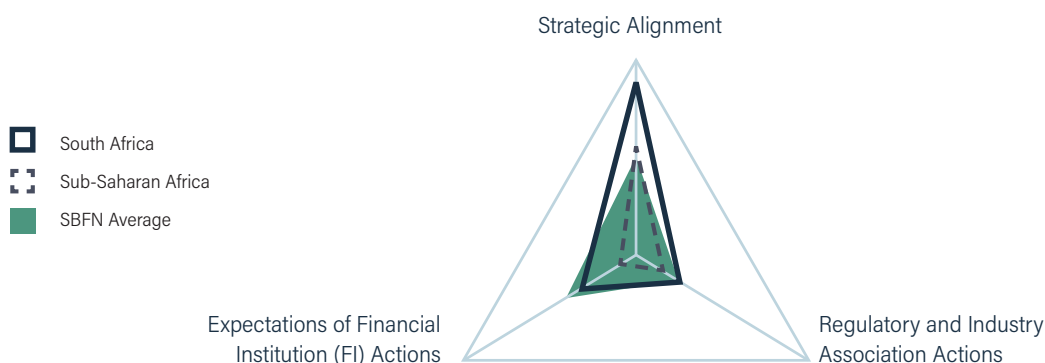 Strategic Alignment
South Africa
Sub-Saharan Africa
SBFN Average
Expectations of Financial
Institution (FI) Actions
Regulatory and Industry
Association Actions